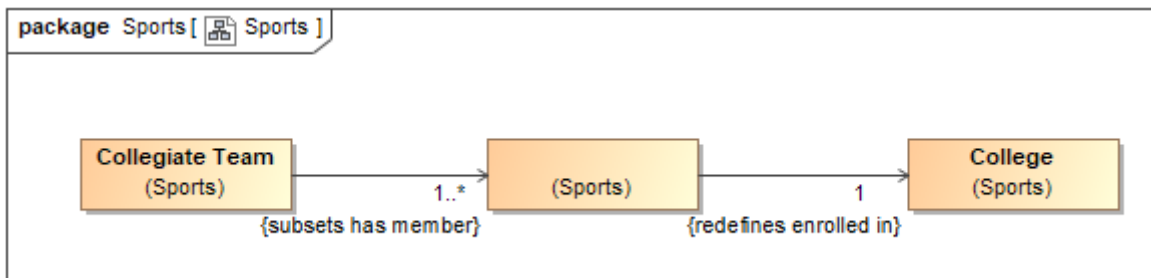 package Sports [ Sports ]
Collegiate Team
(Sports)
1..*
{subsets has member}
(Sports)
1
{redefines enrolled in}
College
(Sports)